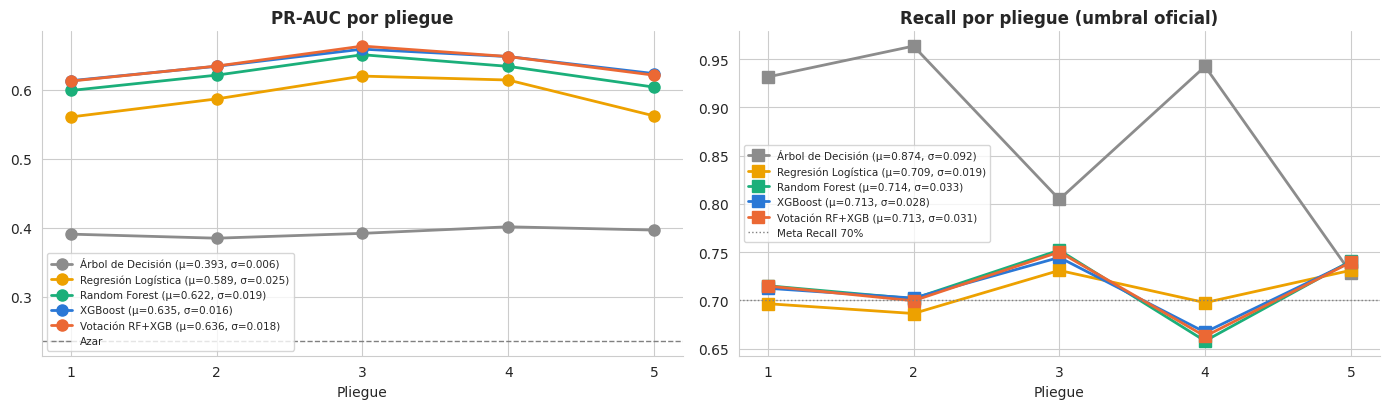 PR-AUC por pliegue
0.6
0.5
0.4
0.3
Árbol de Decisión (μ=0.393, σ=0.006)
Regresión Logística (μ=0.589, σ=0.025)
Random Forest (μ=0.622, σ=0.019)
XGBoost (μ=0.635, σ=0.016)
Votación RF+XGB (μ=0.636, σ=0.018)
Azar
1 2 3 4 5
Pliegue
Recall por pliegue (umbral oficial)
0.95
0.90
0.85
0.80
0.75
0.70
0.65
Árbol de Decisión (μ=0.874, σ=0.092)
Regresión Logística (μ=0.709, σ=0.019)
Random Forest (μ=0.714, σ=0.033)
XGBoost (μ=0.713, σ=0.028)
Votación RF+XGB (μ=0.713, σ=0.031)
Meta Recall 70%
1 2 3 4 5
Pliegue